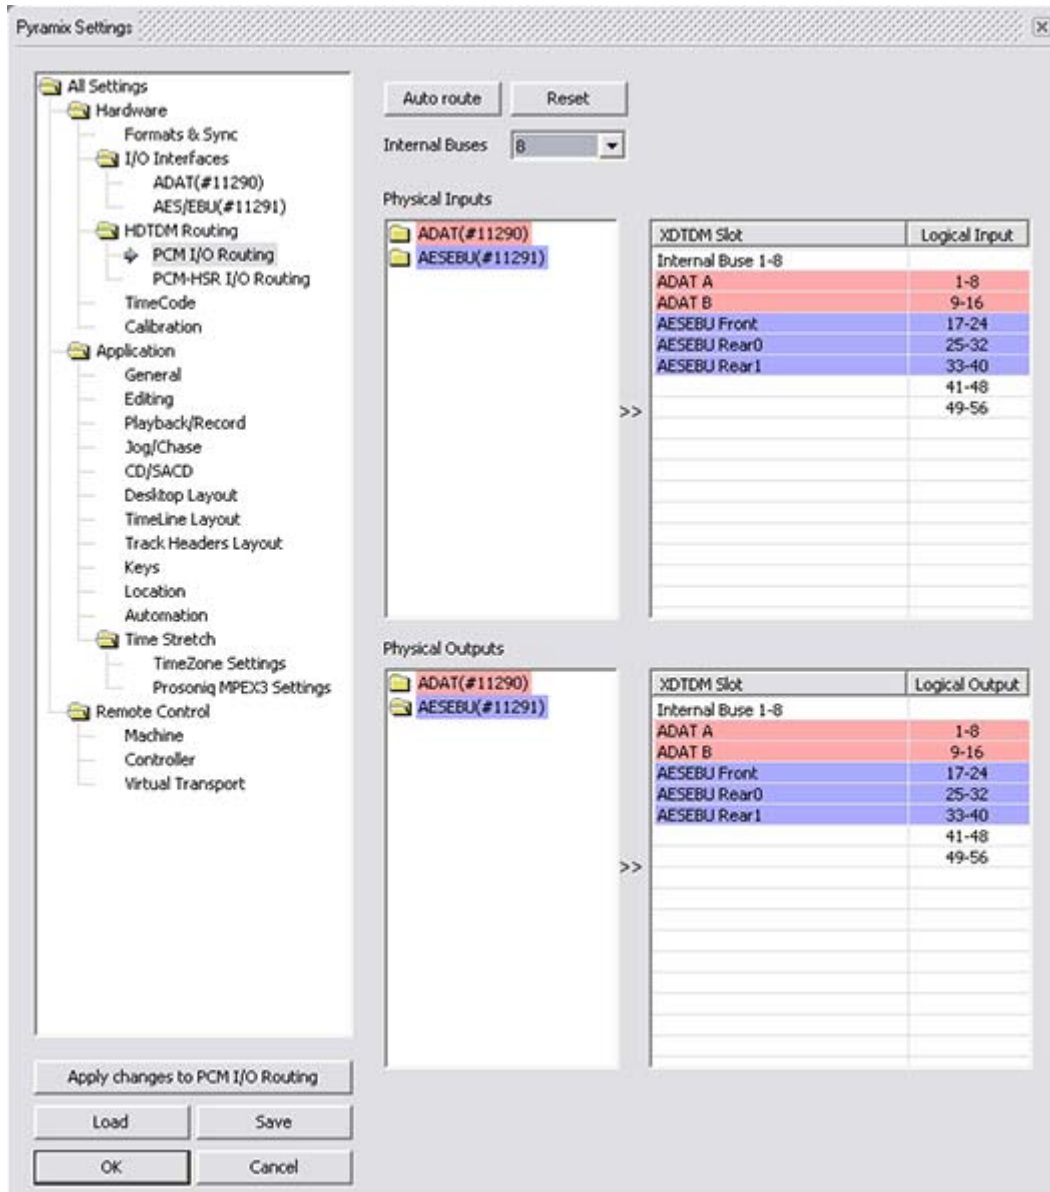 Pyramix Settings
All Settings
Hardware
Formats & Sync
I/O Interfaces
ADAT(#11290)
AES/EBU(#11291)
HDTDM Routing
PCM I/O Routing
PCM-HSR I/O Routing
TimeCode
Calibration
Application
General
Editing
Playback/Record
Jog/Chase
CD/SACD
Desktop Layout
TimeLine Layout
Track Headers Layout
Keys
Location
Automation
Time Stretch
TimeZone Settings
Prosoniq MPEX3 Settings
Remote Control
Machine
Controller
Virtual Transport
Apply changes to PCM I/O Routing
Load Save
OK Cancel
Auto route Reset
Internal Buses 8
Physical Inputs
ADAT(#11290)
AESEBU(#11291)
>>
XDTDM Slot Logical Input
Internal Buse 1-8
ADAT A 1-8
ADAT B 9-16
AESEBU Front 17-24
AESEBU Rear0 25-32
AESEBU Rear1 33-40
41-48
49-56
Physical Outputs
ADAT(#11290)
AESEBU(#11291)
>>
XDTDM Slot Logical Output
Internal Buse 1-8
ADAT A 1-8
ADAT B 9-16
AESEBU Front 17-24
AESEBU Rear0 25-32
AESEBU Rear1 33-40
41-48
49-56